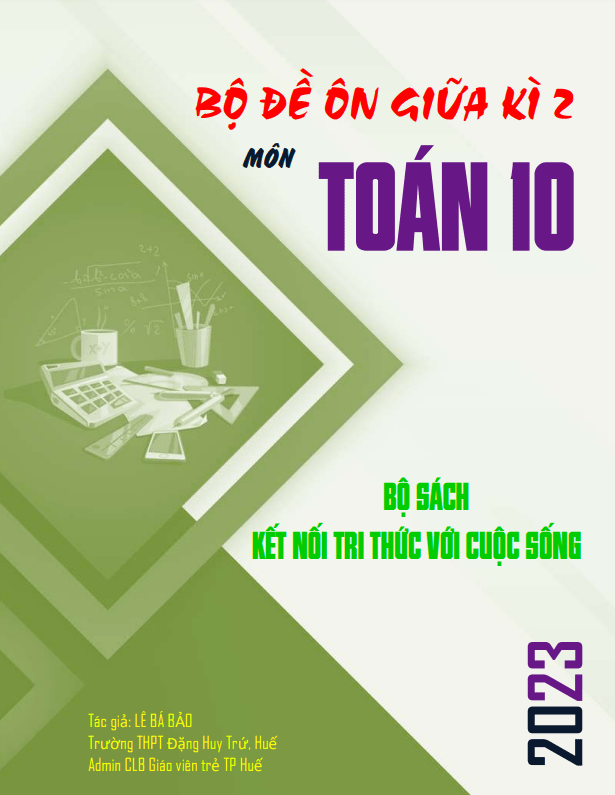 BỘ ĐỀ ÔN GIỮA KÌ 2
MÔN
TOÁN 10
BỘ SÁCH
KẾT NỐI TRI THỨC VỚI CUỘC SỐNG
2023
Tác giả: LÊ BÁ BẢO
Trường THPT Đặng Huy Trứ, Huế
Admin CLB Giáo viên trẻ TP Huế